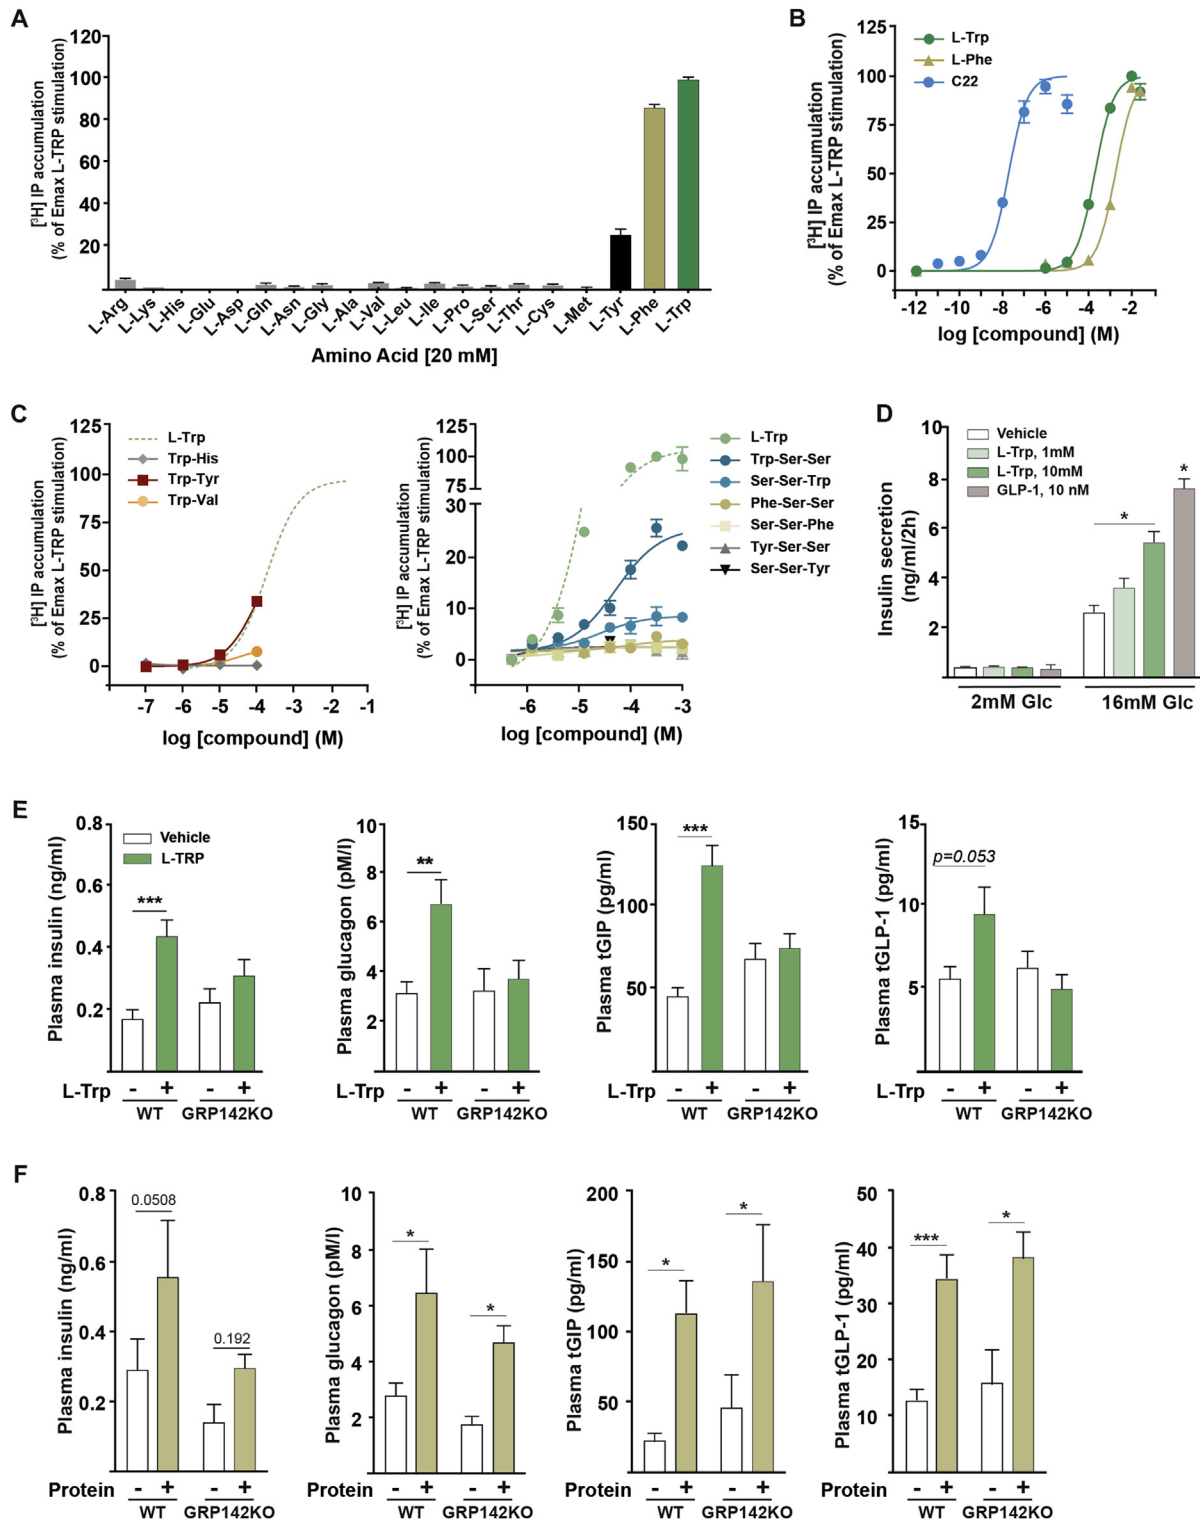 A
[³H] IP accumulation
(% of Emax L-TRP stimulation)
120
100
80
60
40
20
L-Arg
L-Lys
L-His
L-Glu
L-Asp
L-Gln
L-Asn
L-Gly
L-Ala
L-Val
L-Leu
L-Ile
L-Pro
L-Ser
L-Thr
L-Cys
L-Met
L-Tyr
L-Phe
L-Trp
Amino Acid [20 mM]
B
[³H] IP accumulation
(% of Emax L-TRP stimulation)
125
100
75
50
25
0
L-Trp
L-Phe
C22
-12 -10 -8 -6 -4 -2
log [compound] (M)
C
[³H] IP accumulation
(% of Emax L-TRP stimulation)
125
100
75
50
25
0
L-Trp
Trp-His
Trp-Tyr
Trp-Val
-7 -6 -5 -4 -3 -2 -1
log [compound] (M)
[³H] IP accumulation
(% of Emax L-TRP stimulation)
125
100
75
30
20
10
0
L-Trp
Trp-Ser-Ser
Ser-Ser-Trp
Phe-Ser-Ser
Ser-Ser-Phe
Tyr-Ser-Ser
Ser-Ser-Tyr
-6 -5 -4 -3
log [compound] (M)
D
Insulin secretion
(ng/ml/2h)
10
8
6
4
2
Vehicle
L-Trp, 1mM
L-Trp, 10mM
GLP-1, 10 nM
*
*
2mM Glc 16mM Glc
E
Plasma insulin (ng/ml)
0.8
0.6
0.4
0.2
Vehicle
L-TRP
***
L-Trp - + - +
WT GRP142KO
Plasma glucagon (pM/l)
10
8
6
4
2
**
- + - +
WT GRP142KO
Plasma tGIP (pg/ml)
150
100
50
***
- + - +
WT GRP142KO
Plasma tGLP-1 (pg/ml)
15
10
5
p=0.053
L-Trp - + - +
WT GRP142KO
F
Plasma insulin (ng/ml)
0.8
0.6
0.4
0.2
0.0508
0.192
Protein - + - +
WT GRP142KO
Plasma glucagon (pM/l)
10
8
6
4
2
*
*
Protein - + - +
WT GRP142KO
Plasma tGIP (pg/ml)
200
150
100
50
*
*
Protein - + - +
WT GRP142KO
Plasma tGLP-1 (pg/ml)
50
40
30
20
10
***
*
Protein - + - +
WT GRP142KO